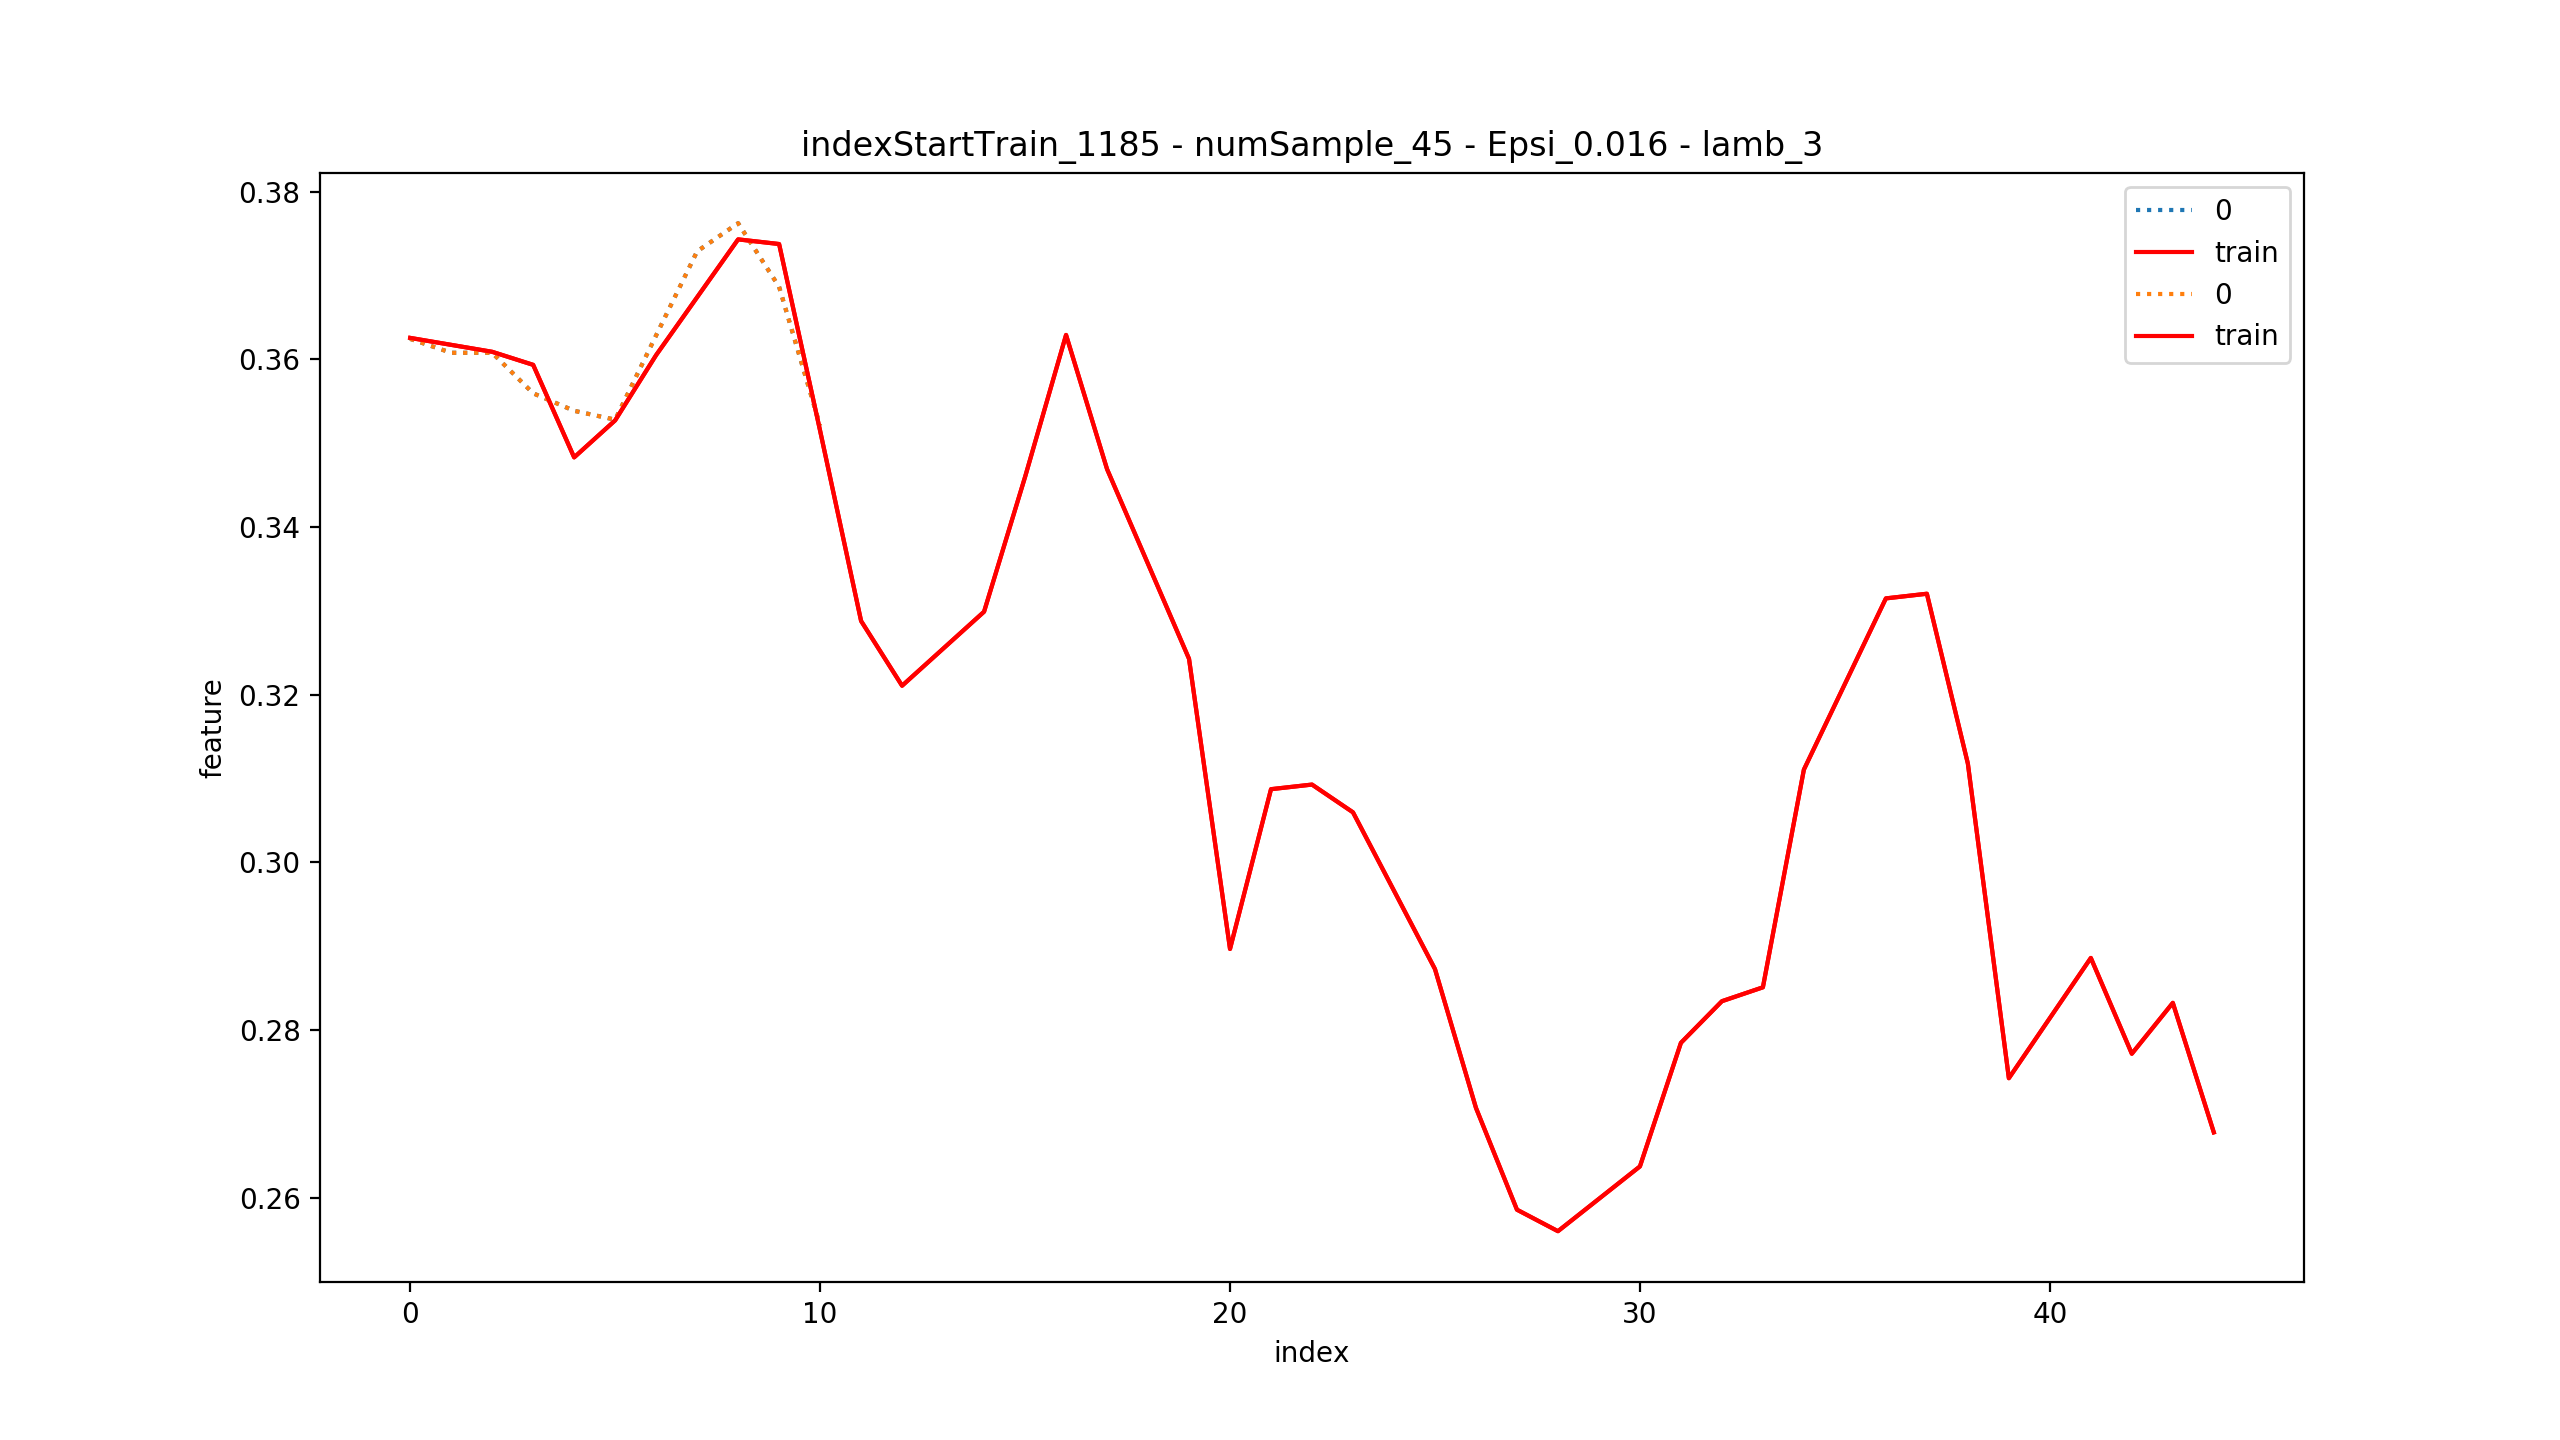 indexStartTrain_1185 - numSample_45 - Epsi_0.016 - lamb_3
0
train
0
train
0.38
0.36
0.34
0.32
0.30
0.28
0.26
feature
0 10 20 30 40
index